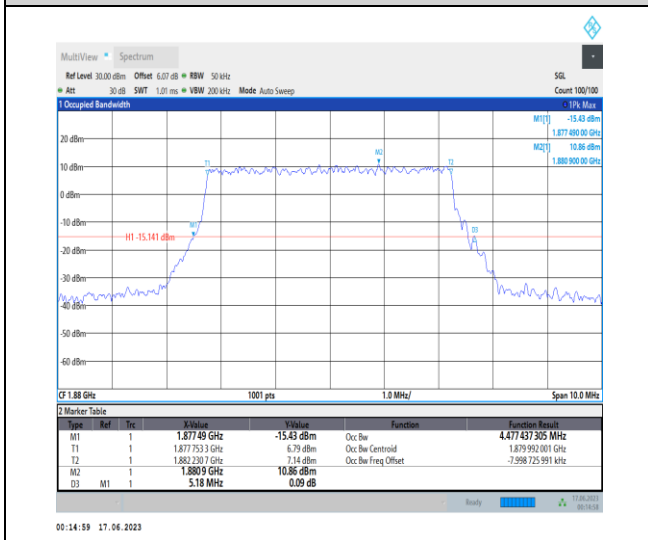 MultiView Spectrum
Ref Level 30.00 dBm Offset 6.07 dB RBW 50 kHz SGL
Att 30 dB SWT 1.01 ms VBW 200 kHz Mode Auto Sweep Count 100/100
1 Occupied Bandwidth 1Pk Max
M1[1] -15.43 dBm
1.877 490 00 GHz
M2[1] 10.86 dBm
1.880 900 00 GHz
20 dBm
10 dBm
0 dBm
-10 dBm
-20 dBm
-30 dBm
-40 dBm
-50 dBm
-60 dBm
T1
M2
T2
M1
D3
H1 -15.141 dBm
CF 1.88 GHz 1001 pts 1.0 MHz/ Span 10.0 MHz
2 Marker Table
Type Ref Trc X-Value Y-Value Function Function Result
M1 1 1.87749 GHz -15.43 dBm Occ Bw 4.477 437 305 MHz
T1 1 1.877 753 3 GHz 6.79 dBm Occ Bw Centroid 1.879 992 001 GHz
T2 1 1.882 230 7 GHz 7.14 dBm Occ Bw Freq Offset -7.998 725 991 kHz
M2 1 1.8809 GHz 10.86 dBm
D3 M1 1 5.18 MHz 0.09 dB
Ready 17.06.2023
00:14:58
00:14:59 17.06.2023